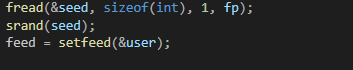 fread(&seed, sizeof(int), 1, fp);
srand(seed);
feed = setfeed(&user);